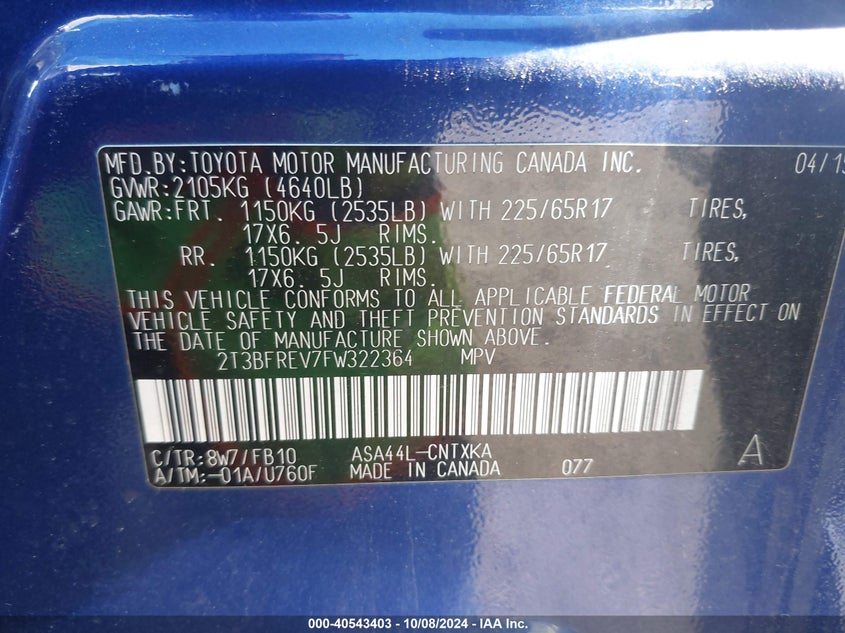 MFD.BY:TOYOTA MOTOR MANUFACTURING CANADA INC. 04/15
GVWR:2105KG (4640LB)
GAWR:FRT. 1150KG (2535LB) WITH 225/65R17 TIRES,
17X6. 5J RIMS.
RR. 1150KG (2535LB) WITH 225/65R17 TIRES,
17X6. 5J RIMS.
THIS VEHICLE CONFORMS TO ALL APPLICABLE FEDERAL MOTOR
VEHICLE SAFETY AND THEFT PREVENTION STANDARDS IN EFFECT ON
THE DATE OF MANUFACTURE SHOWN ABOVE.
2T3BFREV7FW322364 MPV
C/TR:8W7/FB10 ASA44L-CNTXKA
A/TM:-01A/U760F MADE IN CANADA 077 A
000-40543403 - 10/08/2024 - IAA Inc.